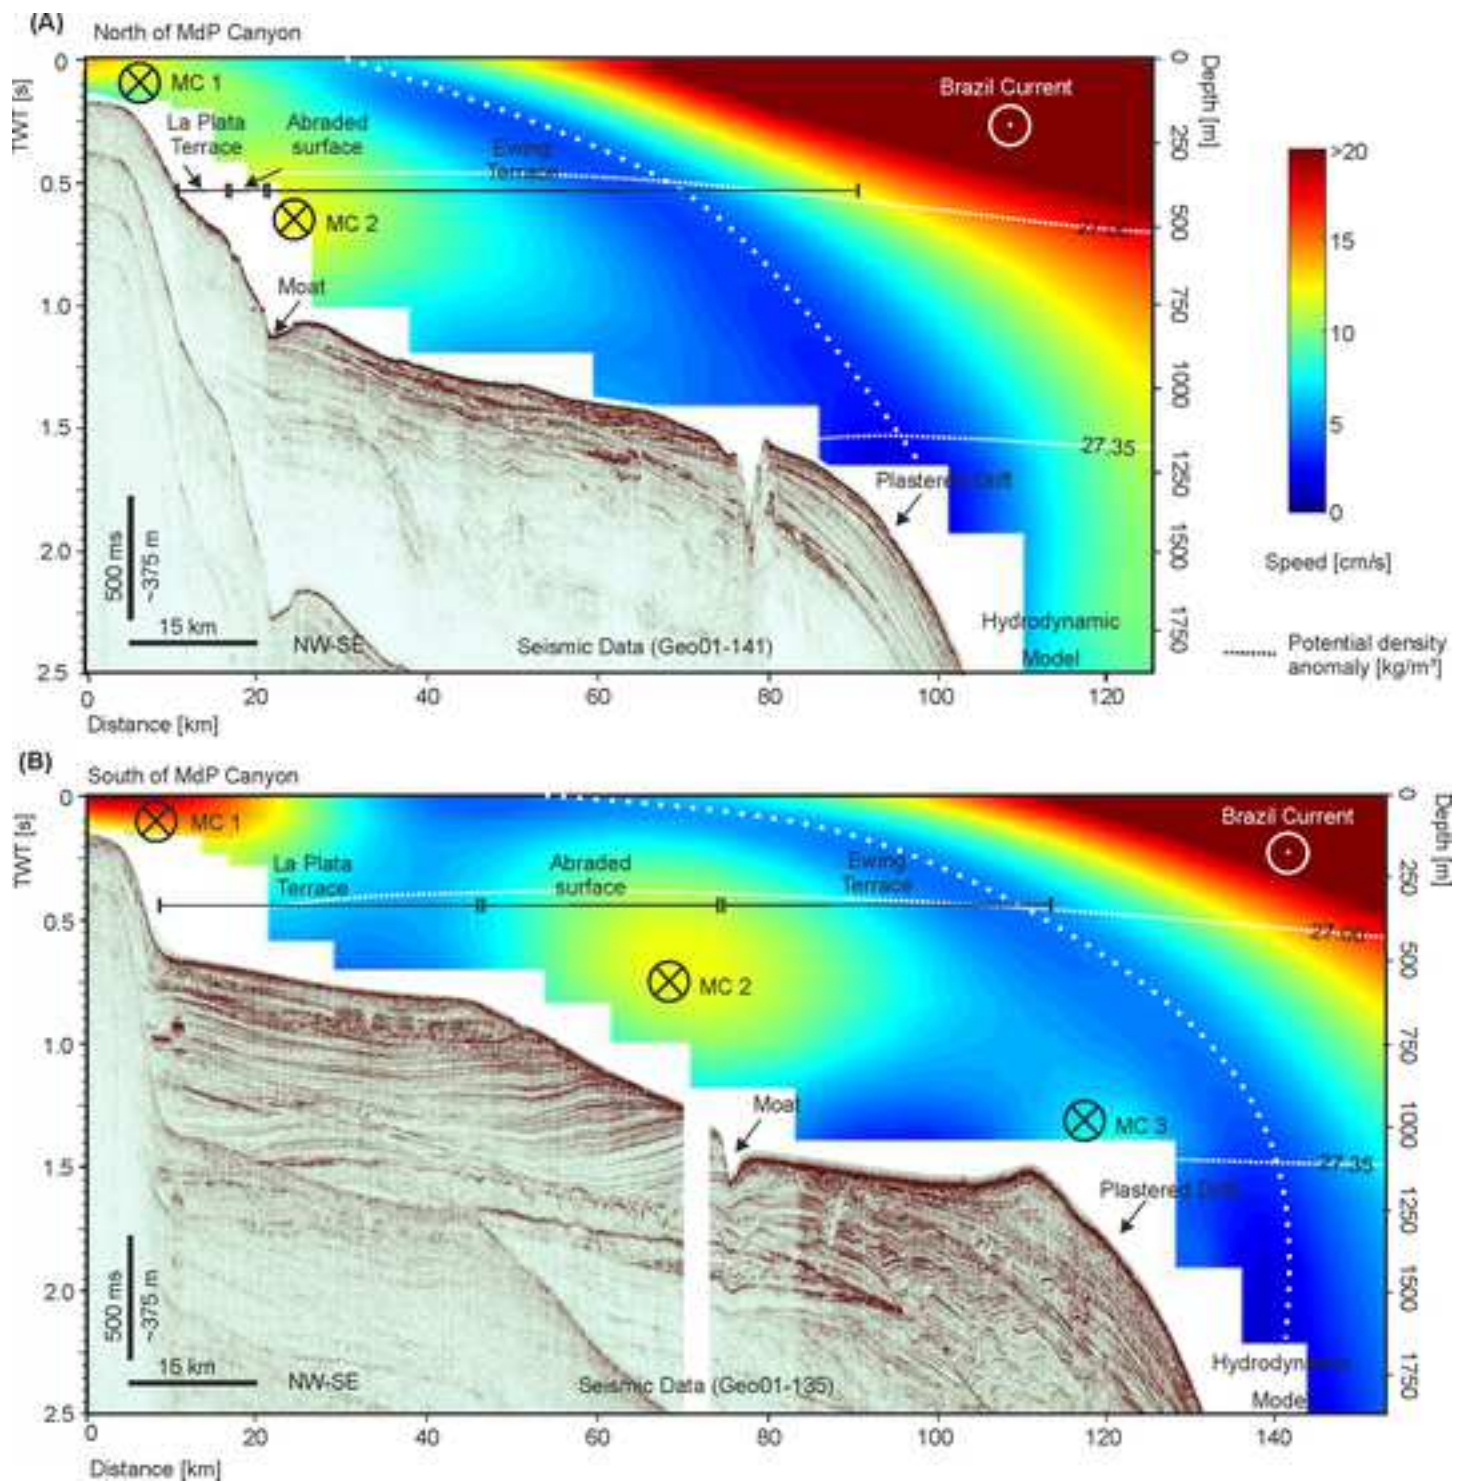 (A)
North of MdP Canyon
0
0.5
1.0
1.5
2.0
2.5
TWT [s]
MC 1
La Plata
Terrace
Abraded
surface
Ewing
Terrace
MC 2
Moat
Brazil Current
27.35
Plastered Drift
Hydrodynamic
Model
500 ms
~375 m
15 km
NW-SE
Seismic Data (Geo01-141)
0
20
40
60
80
100
120
Distance [km]
0
250
500
750
1000
1250
1500
1750
Depth [m]
>20
15
10
5
0
Speed [cm/s]
Potential density
anomaly [kg/m³]
(B)
South of MdP Canyon
0
0.5
1.0
1.5
2.0
2.5
TWT [s]
MC 1
La Plata
Terrace
Abraded
surface
Ewing
Terrace
MC 2
Brazil Current
Moat
MC 3
27.35
Plastered Drift
Hydrodynamic
Model
500 ms
~375 m
15 km
NW-SE
Seismic Data (Geo01-135)
0
20
40
60
80
100
120
140
Distance [km]
0
250
500
750
1000
1250
1500
1750
Depth [m]